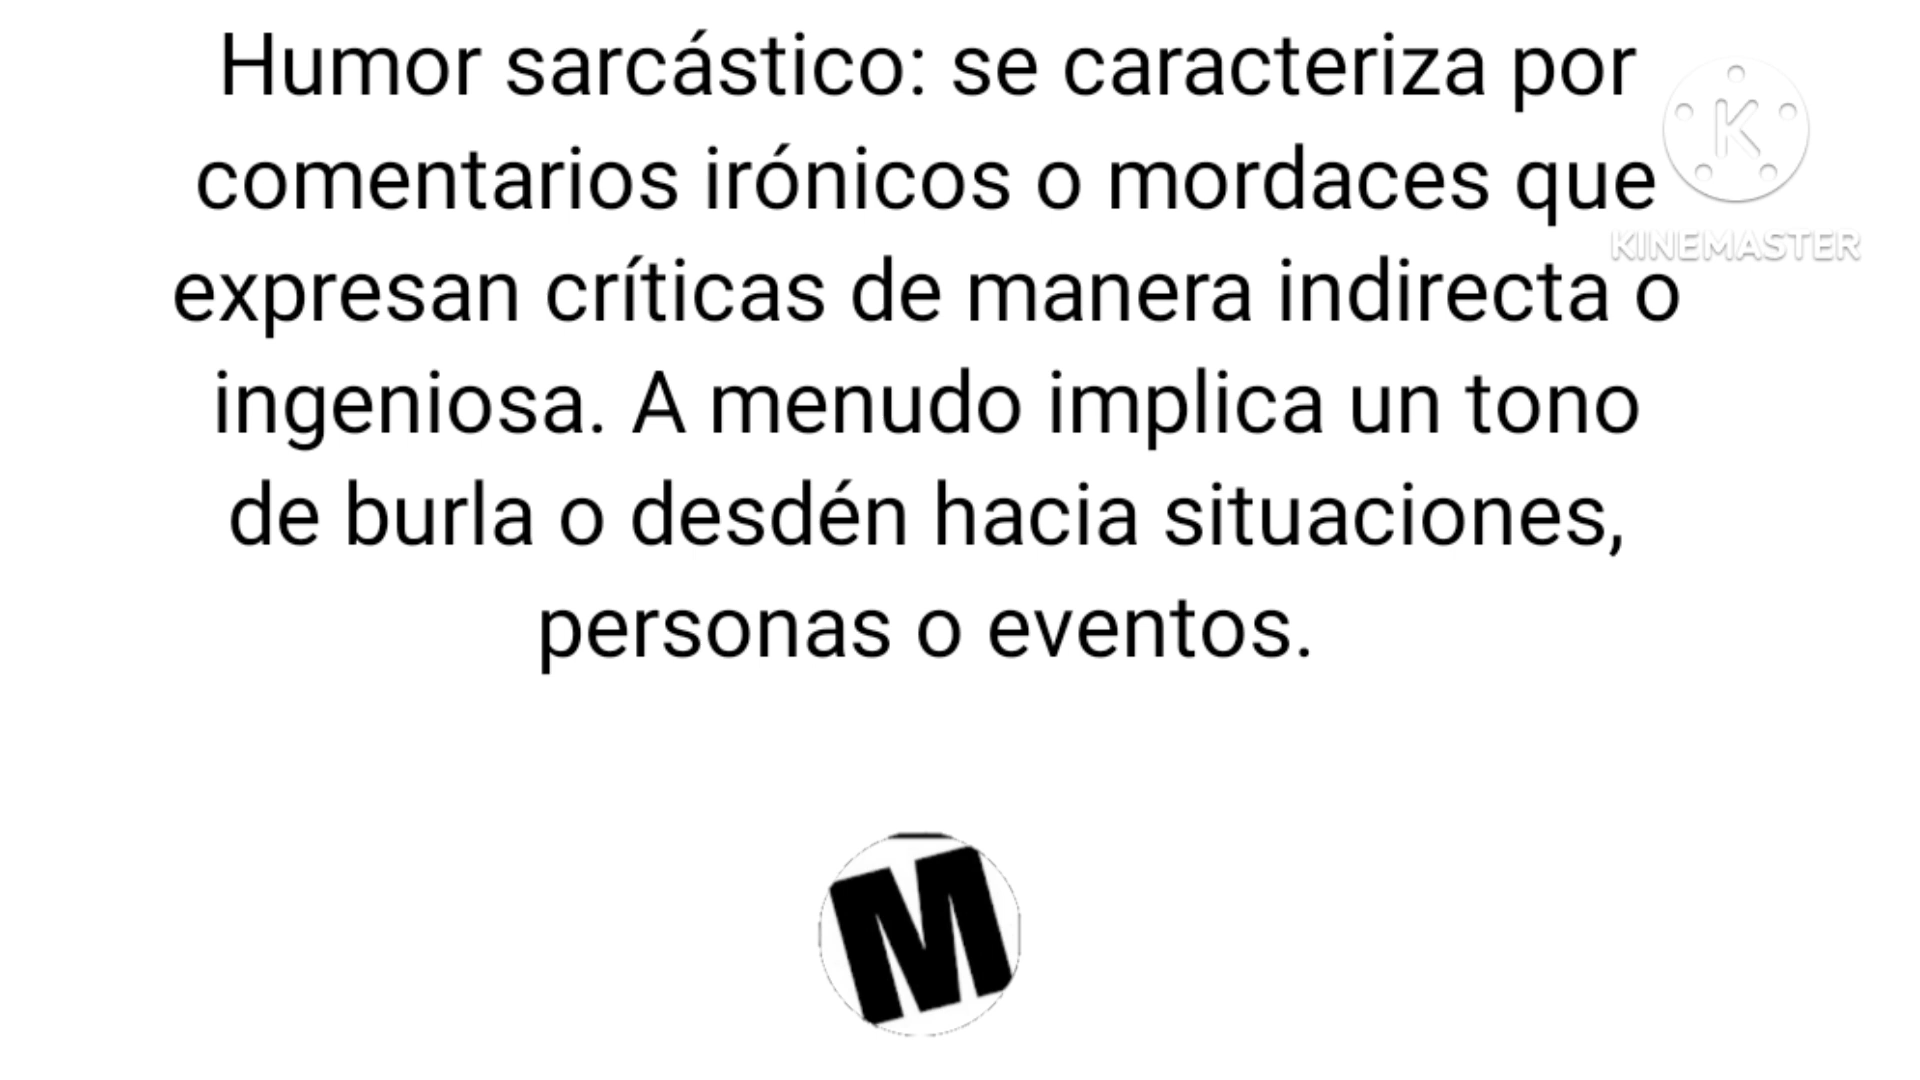 Humor sarcástico: se caracteriza por
comentarios irónicos o mordaces que
expresan críticas de manera indirecta o
ingeniosa. A menudo implica un tono
de burla o desdén hacia situaciones,
personas o eventos.
K
KINEMASTER
M